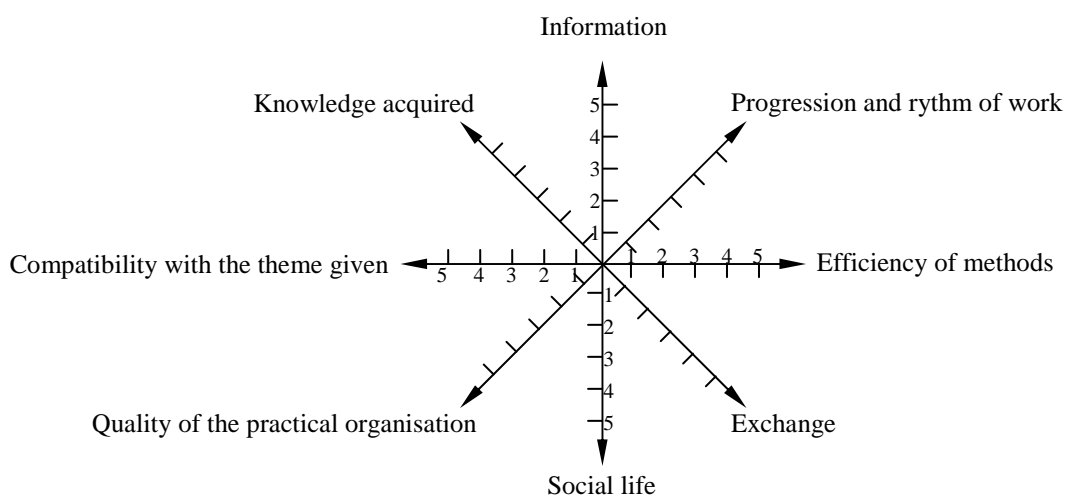 Information
Knowledge acquired
Progression and rythm of work
5
4
3
2
1
Compatibility with the theme given
5 4 3 2 1
1 2 3 4 5
Efficiency of methods
1
2
3
4
5
Quality of the practical organisation
Exchange
Social life